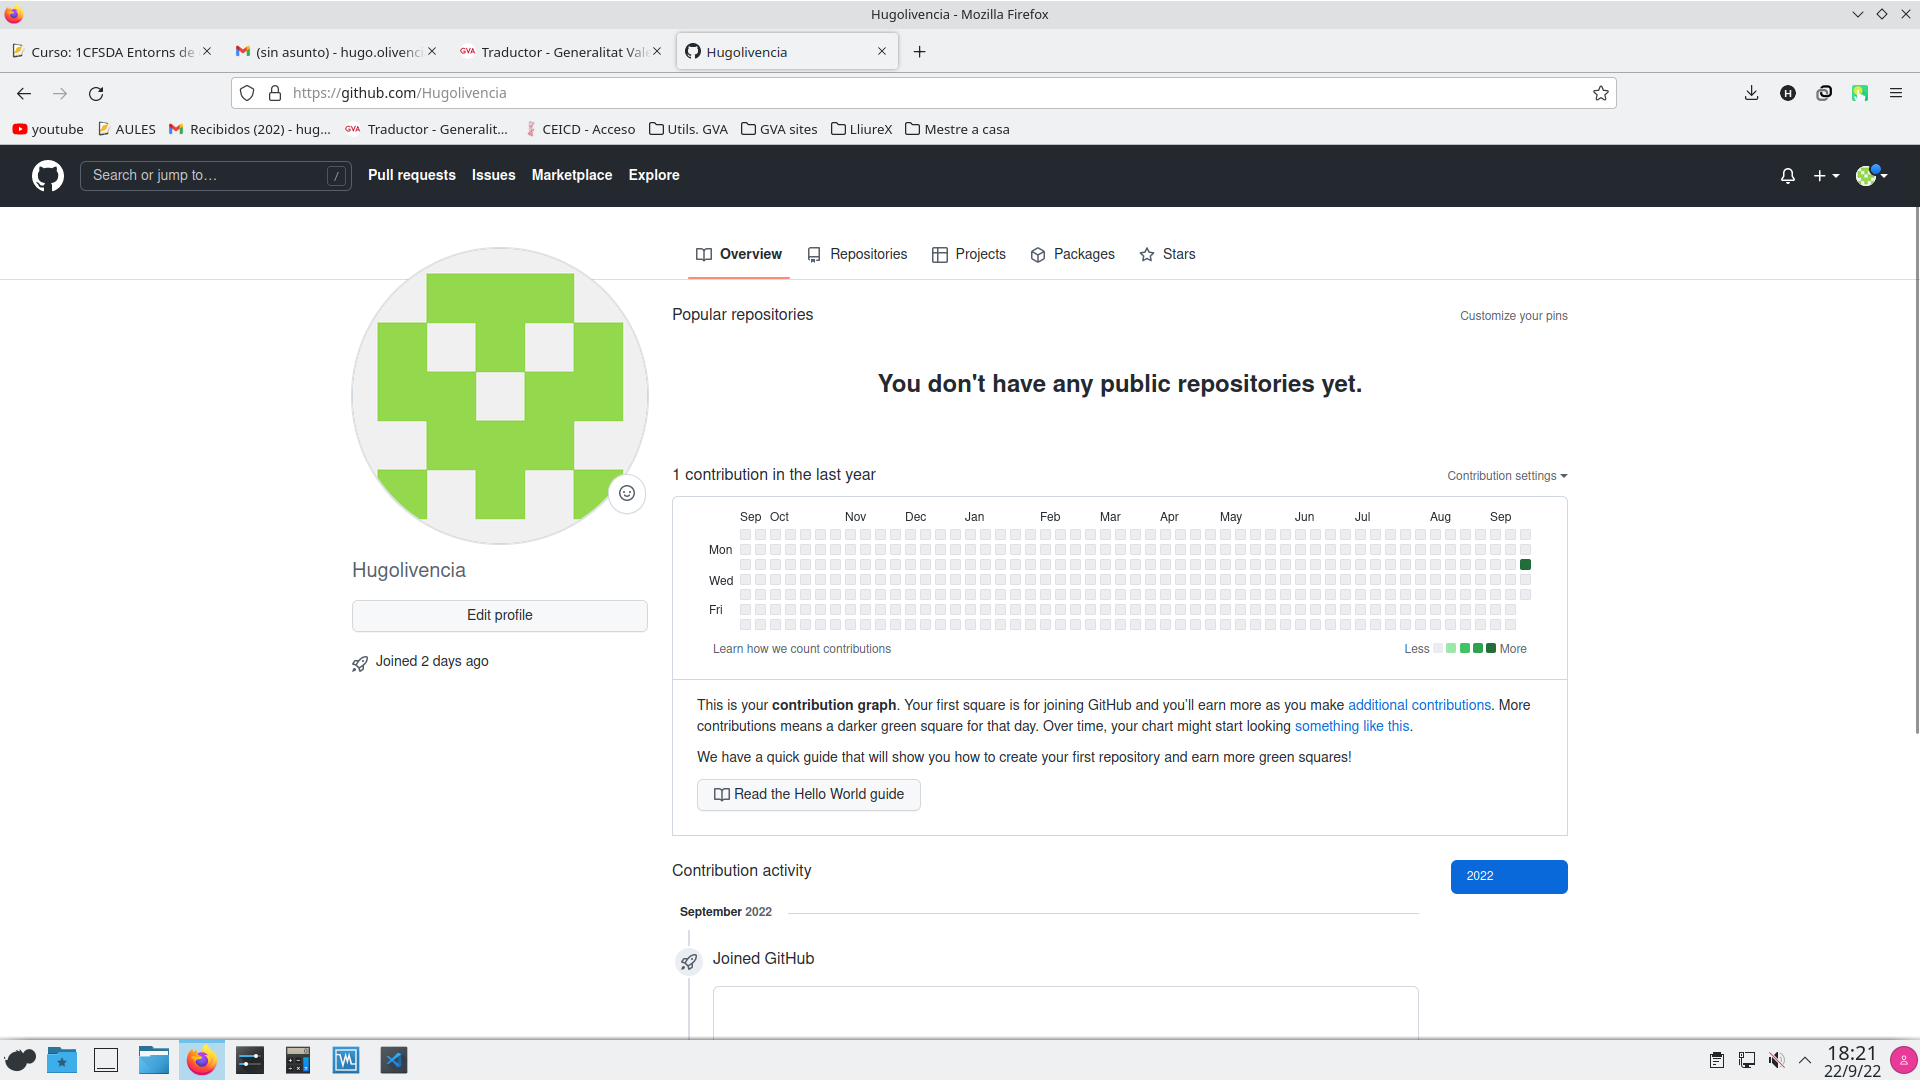 Hugolivencia - Mozilla Firefox
Curso: 1CFSDA Entorns de
(sin asunto) - hugo.olivenci
GVA Traductor - Generalitat Val
Hugolivencia
https://github.com/Hugolivencia
H
youtube
AULES
Recibidos (202) - hug...
GVA Traductor - Generalit...
CEICD - Acceso
Utils. GVA
GVA sites
LliureX
Mestre a casa
Search or jump to…
/
Pull requests
Issues
Marketplace
Explore
Overview
Repositories
Projects
Packages
Stars
Popular repositories
Customize your pins
You don't have any public repositories yet.
Hugolivencia
Edit profile
Joined 2 days ago
1 contribution in the last year
Contribution settings
Sep Oct Nov Dec Jan Feb Mar Apr May Jun Jul Aug Sep
Mon
Wed
Fri
Learn how we count contributions
Less
More
This is your contribution graph. Your first square is for joining GitHub and you’ll earn more as you make additional contributions. More
contributions means a darker green square for that day. Over time, your chart might start looking something like this.
We have a quick guide that will show you how to create your first repository and earn more green squares!
Read the Hello World guide
Contribution activity
2022
September 2022
Joined GitHub
18:21
22/9/22